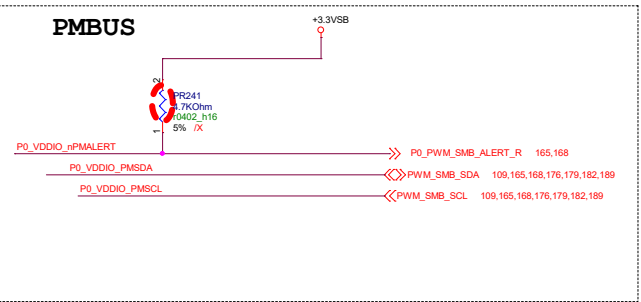 PMBUS
+3.3VSB
2
PR241
4.7KOhm
r0402_h16
1
5% /X
P0_VDDIO_nPMALERT
P0_PWM_SMB_ALERT_R 165,168
P0_VDDIO_PMSDA
PWM_SMB_SDA 109,165,168,176,179,182,189
P0_VDDIO_PMSCL
PWM_SMB_SCL 109,165,168,176,179,182,189